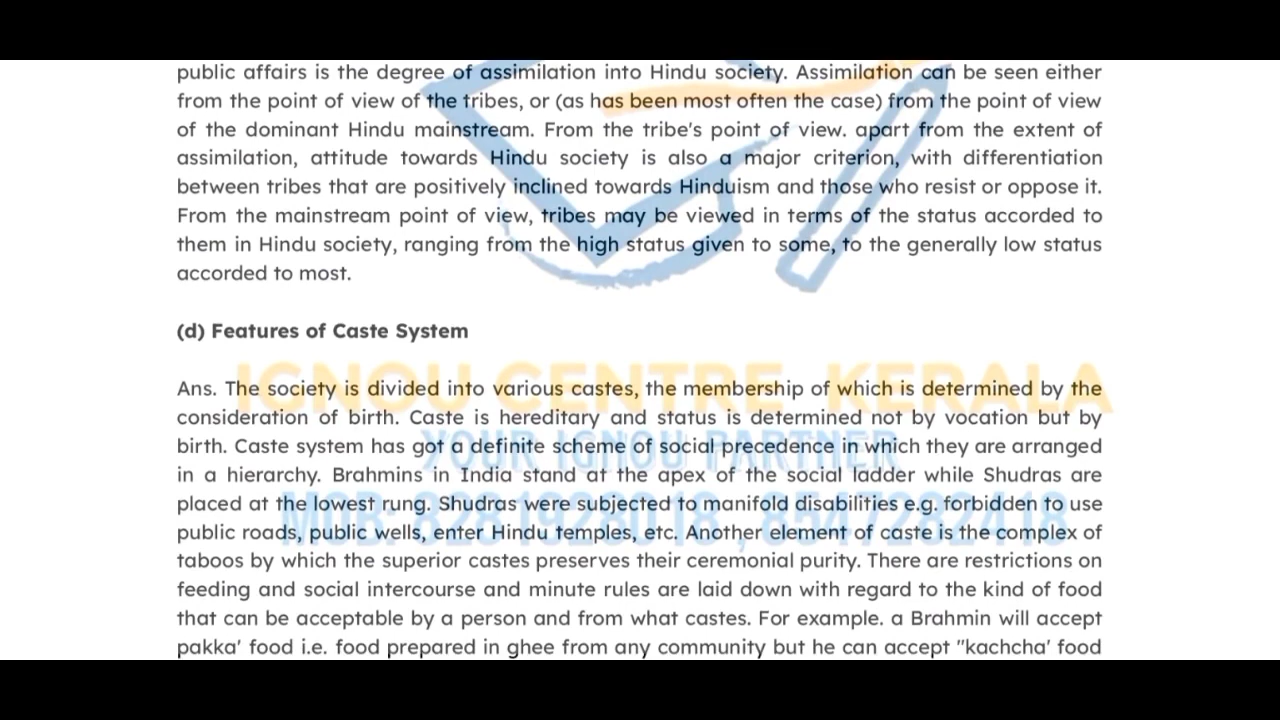 public affairs is the degree of assimilation into Hindu society. Assimilation can be seen either
from the point of view of the tribes, or (as has been most often the case) from the point of view
of the dominant Hindu mainstream. From the tribe's point of view. apart from the extent of
assimilation, attitude towards Hindu society is also a major criterion, with differentiation
between tribes that are positively inclined towards Hinduism and those who resist or oppose it.
From the mainstream point of view, tribes may be viewed in terms of the status accorded to
them in Hindu society, ranging from the high status given to some, to the generally low status
accorded to most.
(d) Features of Caste System
IGNOU CENTRE KERALA
Ans. The society is divided into various castes, the membership of which is determined by the
consideration of birth. Caste is hereditary and status is determined not by vocation but by
YOUR IGNOU PARTNER
birth. Caste system has got a definite scheme of social precedence in which they are arranged
in a hierarchy. Brahmins in India stand at the apex of the social ladder while Shudras are
placed at the lowest rung. Shudras were subjected to manifold disabilities e.g. forbidden to use
public roads, public wells, enter Hindu temples, etc. Another element of caste is the complex of
taboos by which the superior castes preserves their ceremonial purity. There are restrictions on
feeding and social intercourse and minute rules are laid down with regard to the kind of food
that can be acceptable by a person and from what castes. For example. a Brahmin will accept
pakka' food i.e. food prepared in ghee from any community but he can accept "kachcha' food